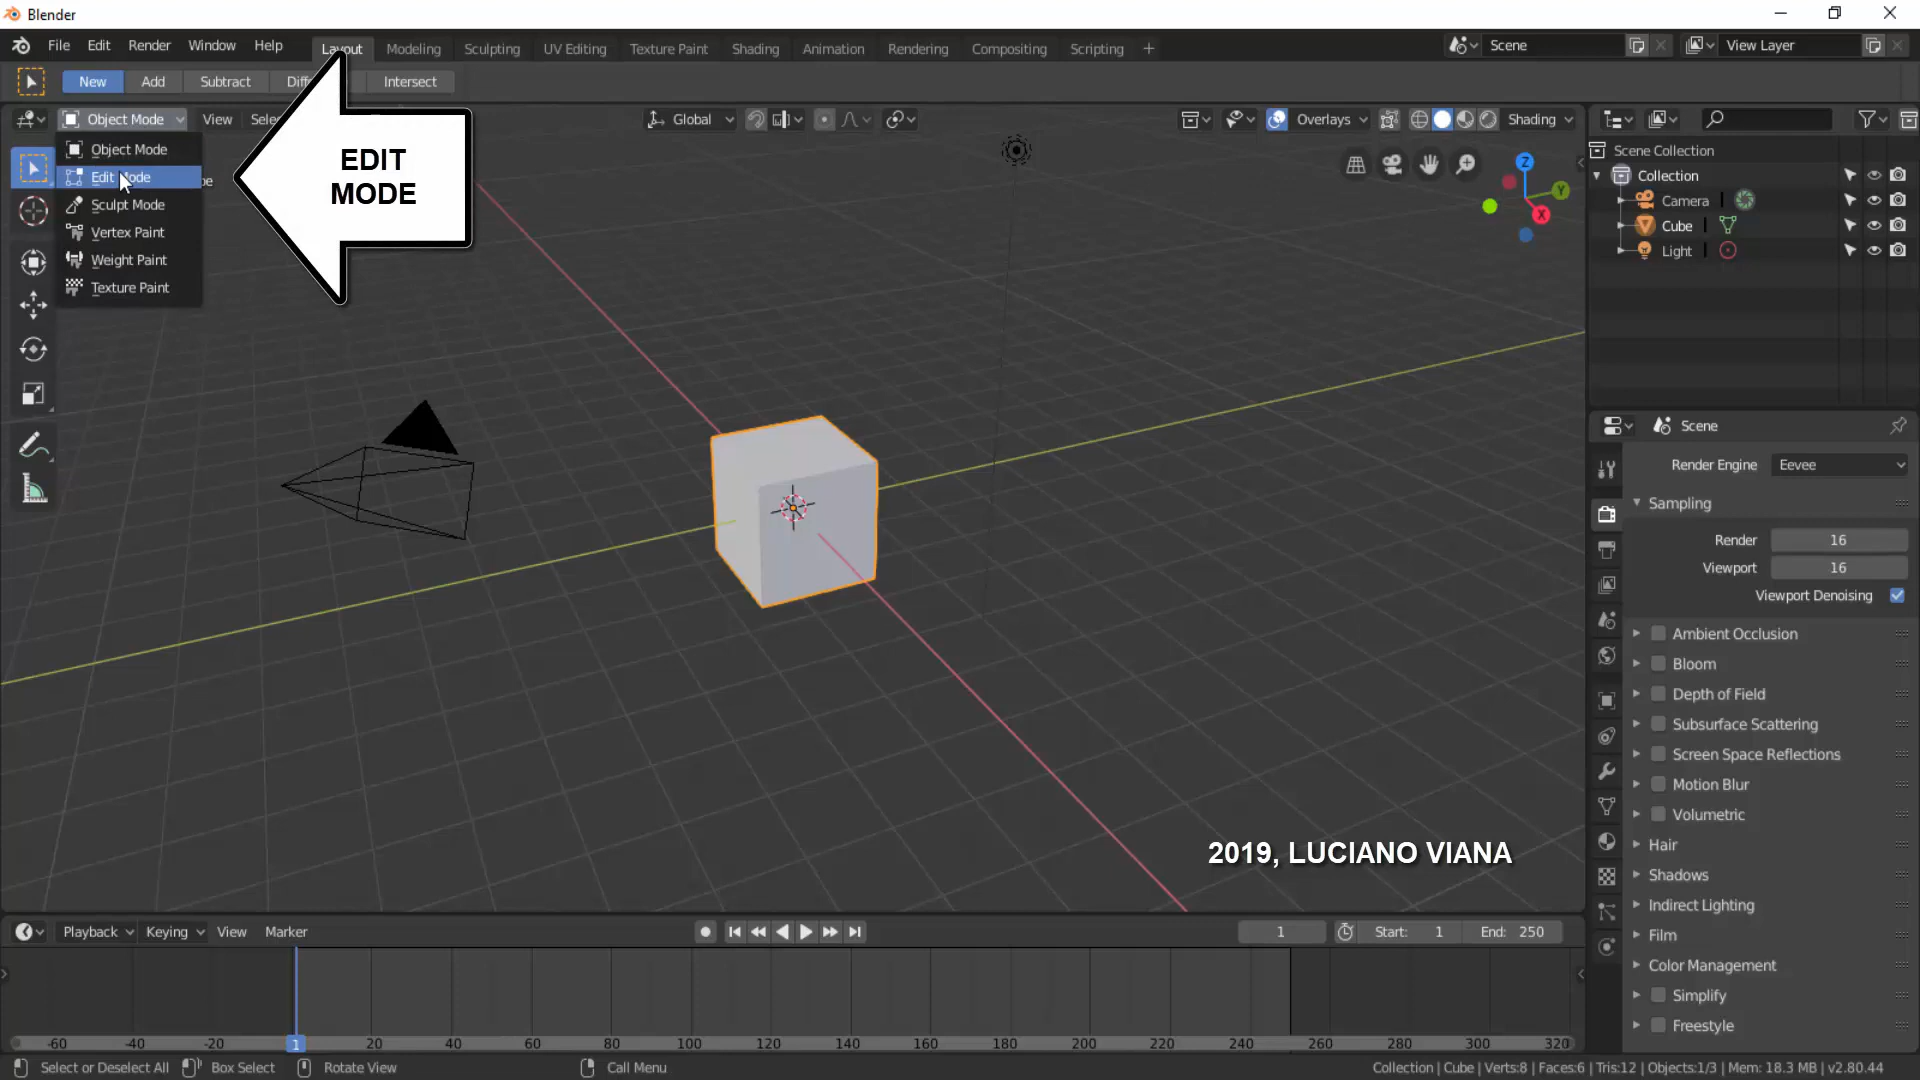 Blender
File Edit Render Window Help Layout Modeling Sculpting UV Editing Texture Paint Shading Animation Rendering Compositing Scripting + Scene View Layer
New Add Subtract Intersect
Object Mode View Global Overlays Shading
Object Mode
Edit Mode
Sculpt Mode
Vertex Paint
Weight Paint
Texture Paint
EDIT
MODE
Z
Y
X
Scene Collection
Collection
Camera
Cube
Light
Scene
Render Engine Eevee
Sampling
Render 16
Viewport 16
Viewport Denoising
Ambient Occlusion
Bloom
Depth of Field
Subsurface Scattering
Screen Space Reflections
Motion Blur
Volumetric
Hair
Shadows
Indirect Lighting
Film
Color Management
Simplify
Freestyle
2019, LUCIANO VIANA
Playback Keying View Marker 1 Start: 1 End: 250
-60 -40 -20 1 20 40 60 80 100 120 140 160 180 200 220 240 260 280 300 320
Select or Deselect All Box Select Rotate View Call Menu Collection | Cube | Verts:8 | Faces:6 | Tris:12 | Objects:1/3 | Mem: 18.3 MB | v2.80.44